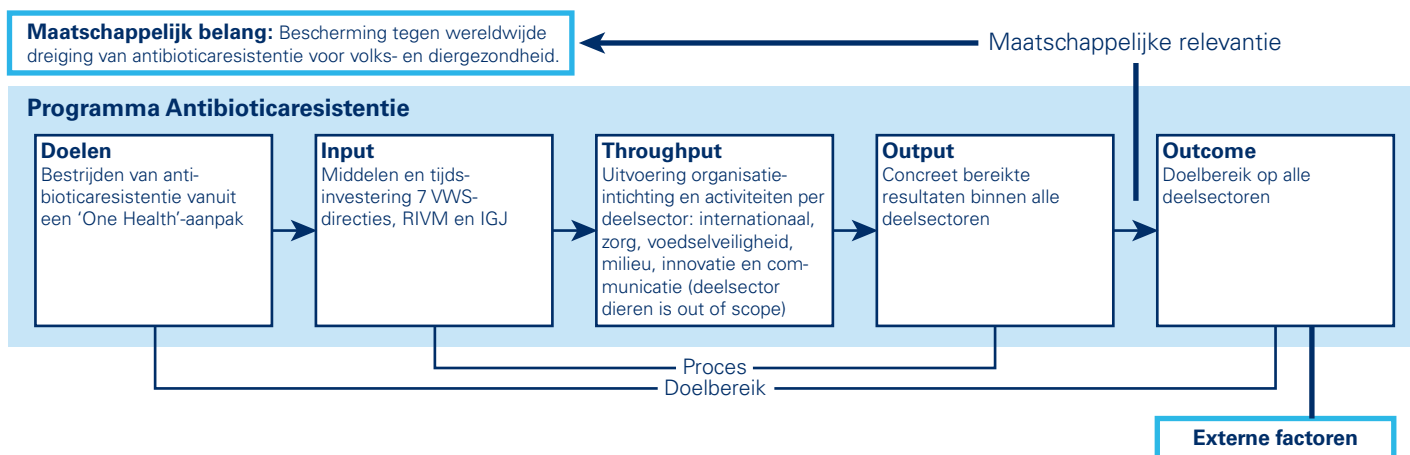 Maatschappelijk belang: Bescherming tegen wereldwijde
dreiging van antibioticaresistentie voor volks- en diergezondheid.
Maatschappelijke relevantie
Programma Antibioticaresistentie
Doelen
Bestrijden van anti-
bioticaresistentie vanuit
een ‘One Health’-aanpak
Input
Middelen en tijds-
investering 7 VWS-
directies, RIVM en IGJ
Throughput
Uitvoering organisatie-
intichting en activiteiten per
deelsector: internationaal,
zorg, voedselveiligheid,
milieu, innovatie en com-
municatie (deelsector
dieren is out of scope)
Output
Concreet bereikte
resultaten binnen alle
deelsectoren
Outcome
Doelbereik op alle
deelsectoren
Proces
Doelbereik
Externe factoren